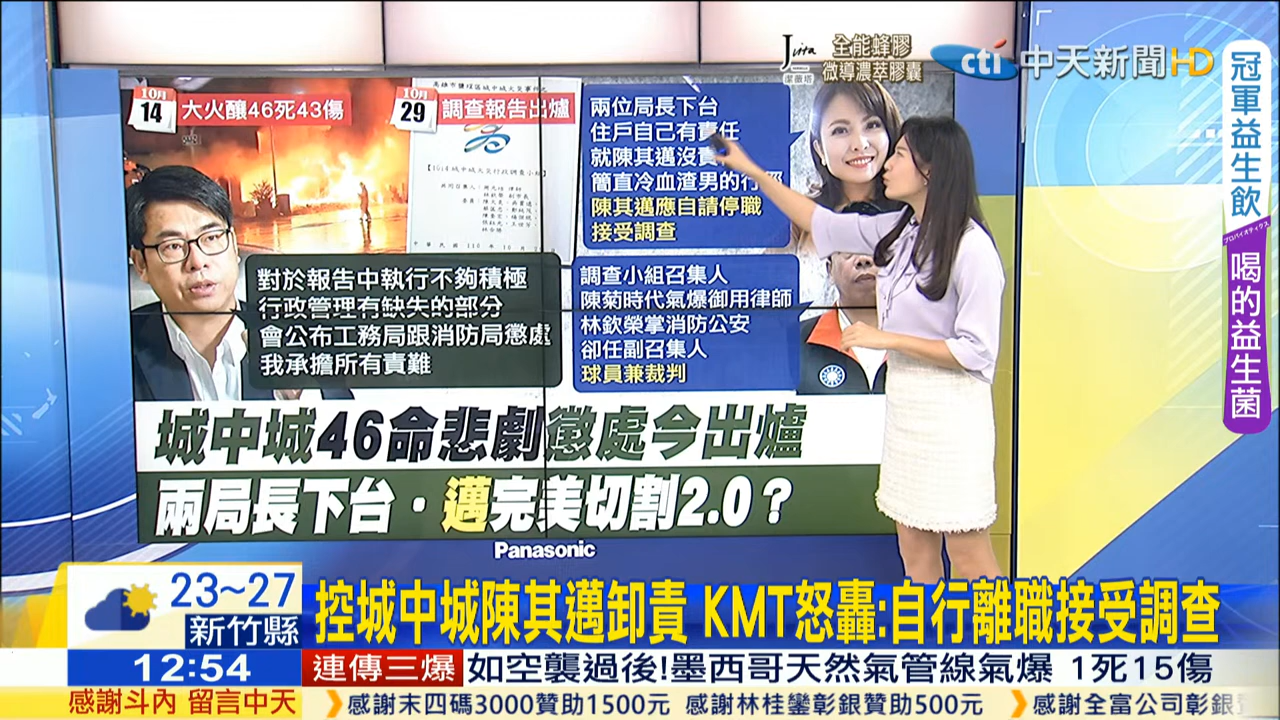 Jvita
潔薇塔
全能蜂膠
微導濃萃膠囊
cti 中天新聞HD
冠軍益生飲
プロバイオティクス
喝的益生菌
10月
14
大火釀46死43傷
10月
29
調查報告出爐
兩位局長下台
住戶自己有責任
就陳其邁沒責
簡直冷血渣男的行
陳其邁應自請停職
接受調查
對於報告中執行不夠積極
行政管理有缺失的部分
會公布工務局跟消防局懲處
我承擔所有責難
調查小組召集人
陳菊時代氣爆御用律師
林欽榮掌消防公安
卻任副召集人
球員兼裁判
城中城46命悲劇懲處今出爐
兩局長下台·邁完美切割2.0？
Panasonic
23~27
新竹縣
控城中城陳其邁卸責 KMT怒轟:自行離職接受調查
12:54
連傳三爆
如空襲過後!墨西哥天然氣管線氣爆 1死15傷
感謝斗內 留言中天
感謝末四碼3000贊助1500元 感謝林桂鑾彰銀贊助500元
感謝全富公司彰銀